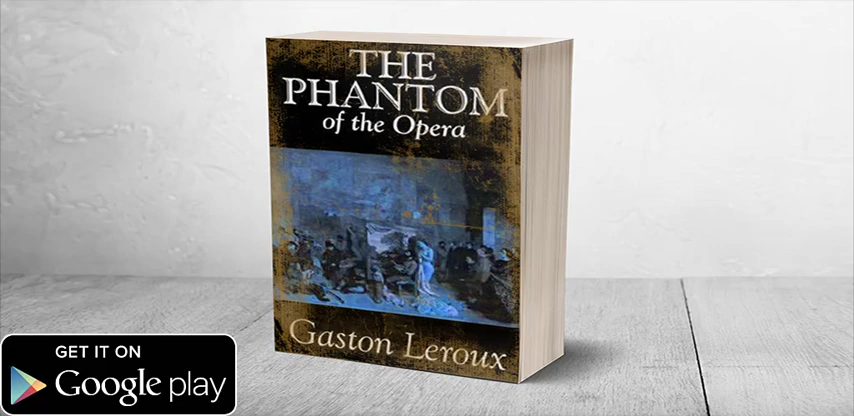 THE
PHANTOM
of the Opera
Gaston Leroux
GET IT ON
Google play